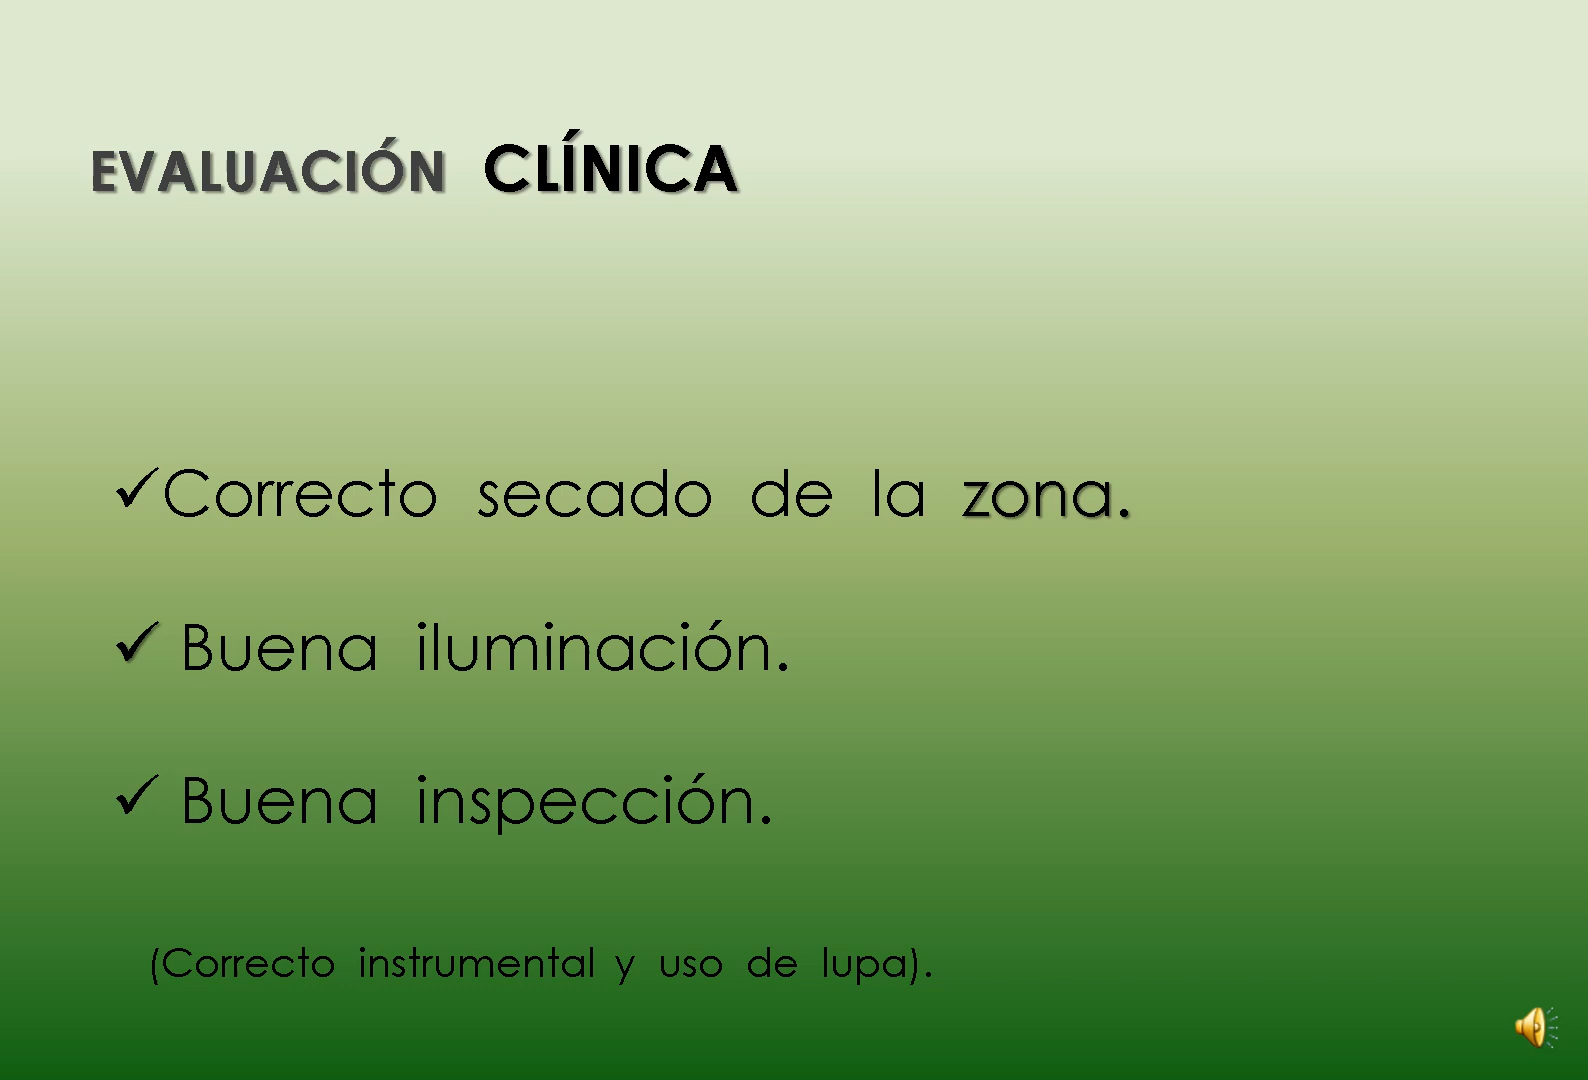 EVALUACIÓN CLÍNICA
✓Correcto secado de la zona.
✓ Buena iluminación.
✓ Buena inspección.
(Correcto instrumental y uso de lupa).